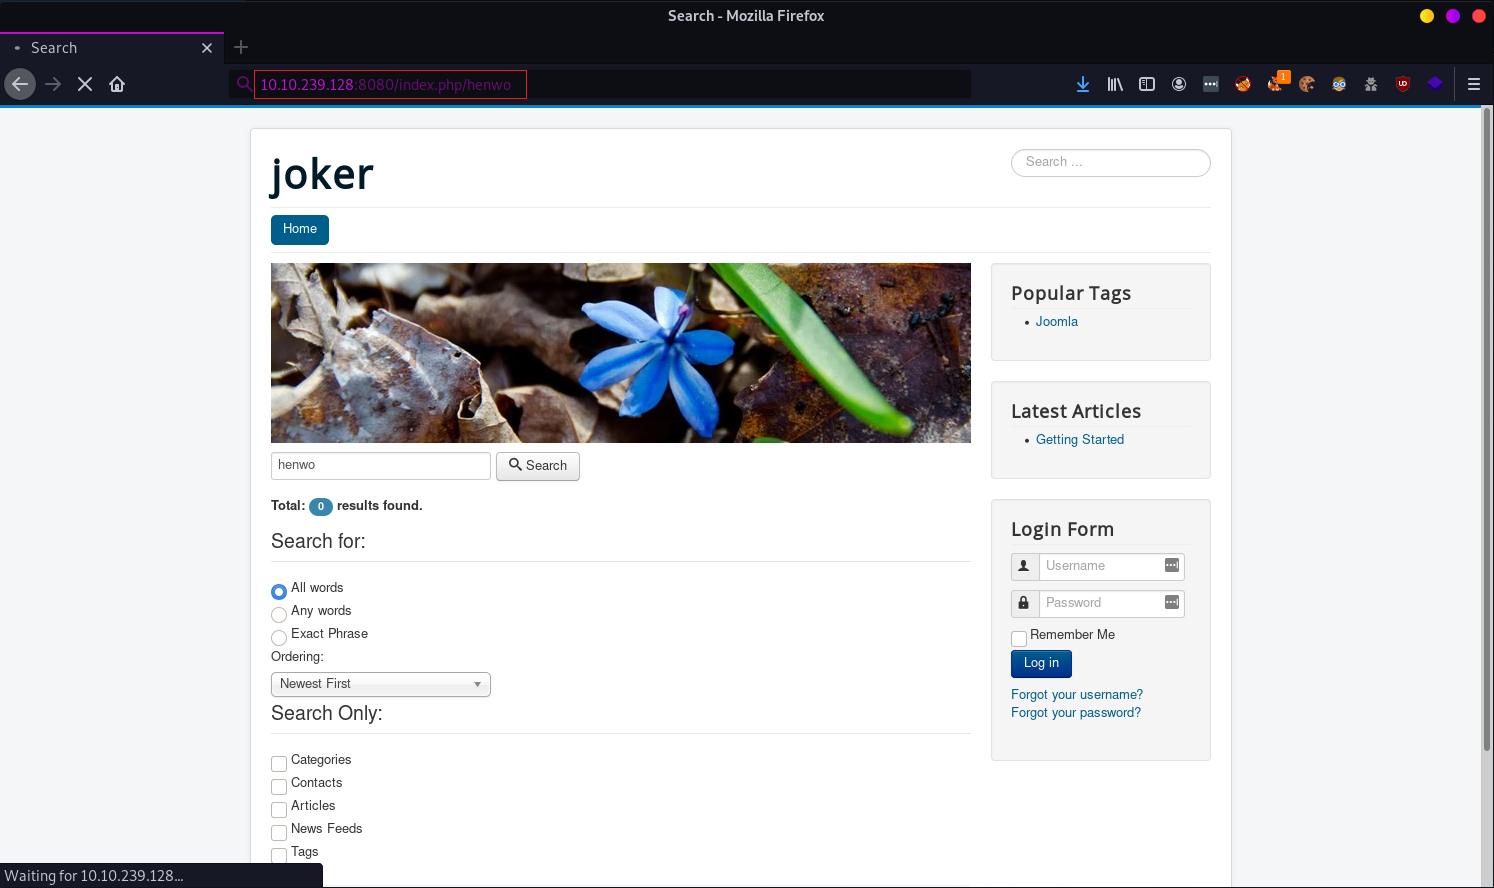 Search - Mozilla Firefox
Search
10.10.239.128:8080/index.php/henwo
1
joker
Search ...
Home
Popular Tags
Joomla
Latest Articles
Getting Started
henwo
Search
Total: 0 results found.
Search for:
All words
Any words
Exact Phrase
Ordering:
Newest First
Search Only:
Categories
Contacts
Articles
News Feeds
Tags
Login Form
Username
Password
Remember Me
Log in
Forgot your username?
Forgot your password?
Waiting for 10.10.239.128...